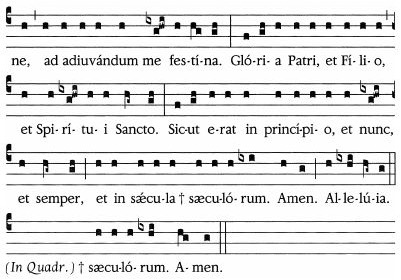 ne, ad adiuvándum me festína. Glóri-a Patri, et Fíli-o,
et Spi-rí-tu-i Sancto. Sic-ut e-rat in princípi-o, et nunc,
et semper, et in sǽcu-la † sæcu-ló-rum. Amen. Al-le-lú-ia.
(In Quadr.) † sæcu-ló-rum. A-men.